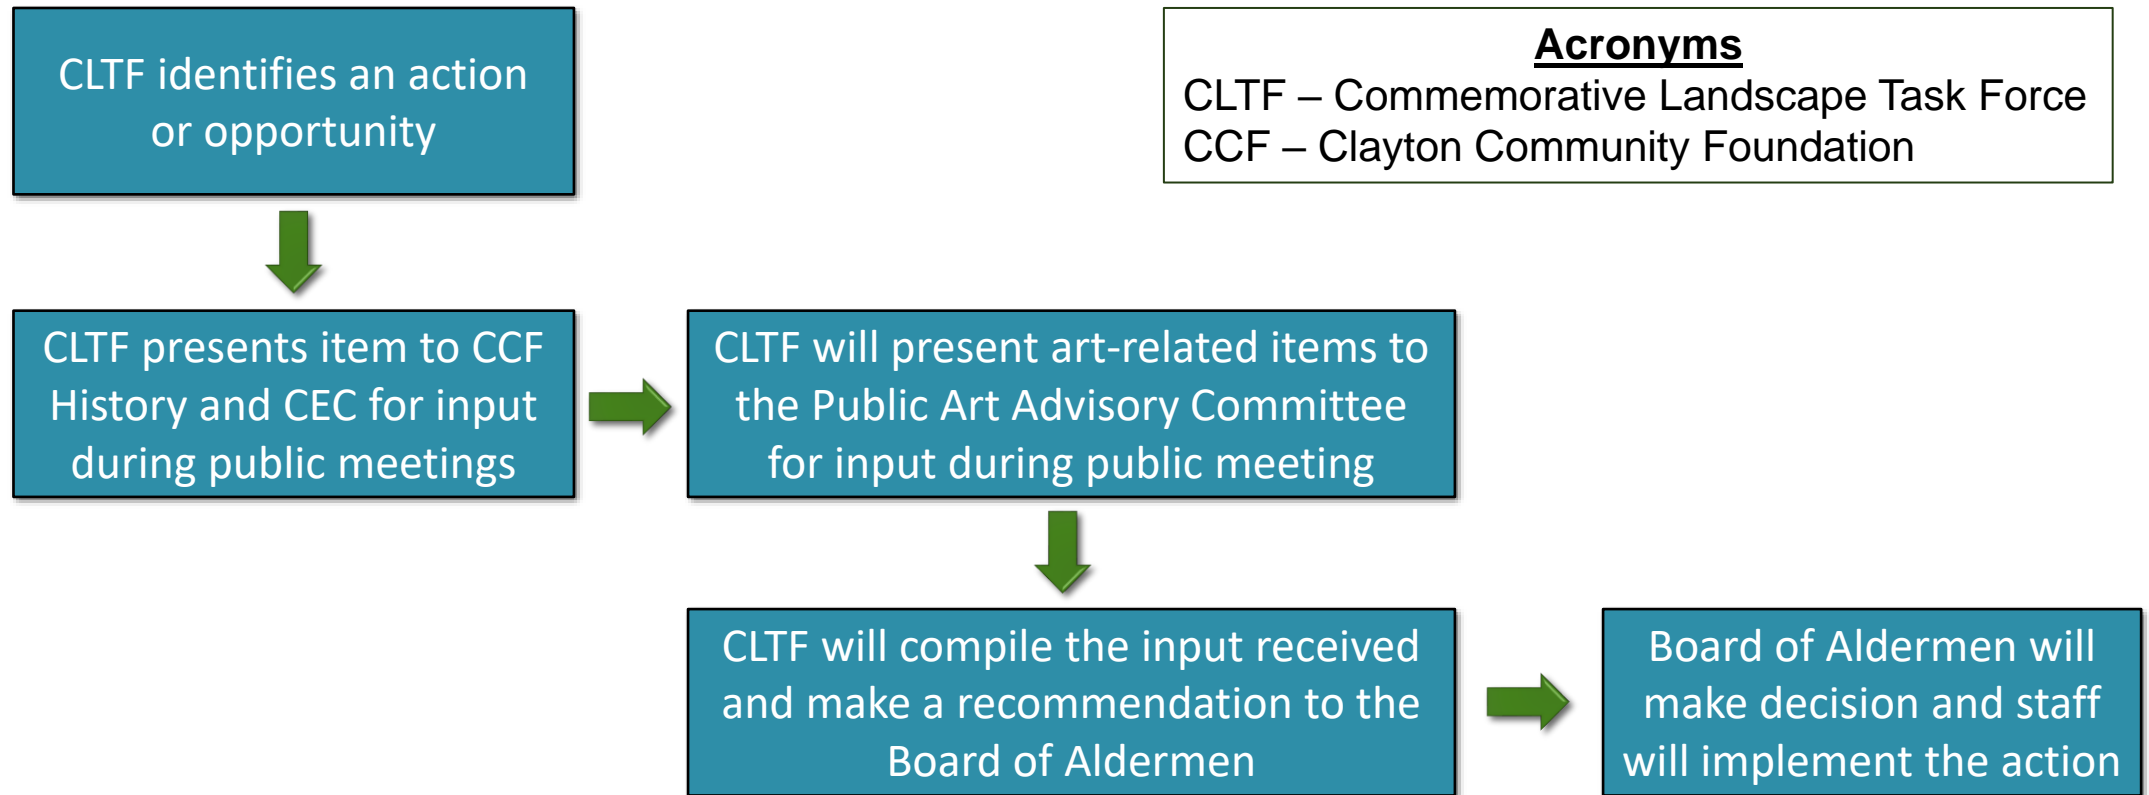 CLTF identifies an action
or opportunity
Acronyms
CLTF – Commemorative Landscape Task Force
CCF – Clayton Community Foundation
CLTF presents item to CCF
History and CEC for input
during public meetings
CLTF will present art-related items to
the Public Art Advisory Committee
for input during public meeting
CLTF will compile the input received
and make a recommendation to the
Board of Aldermen
Board of Aldermen will
make decision and staff
will implement the action